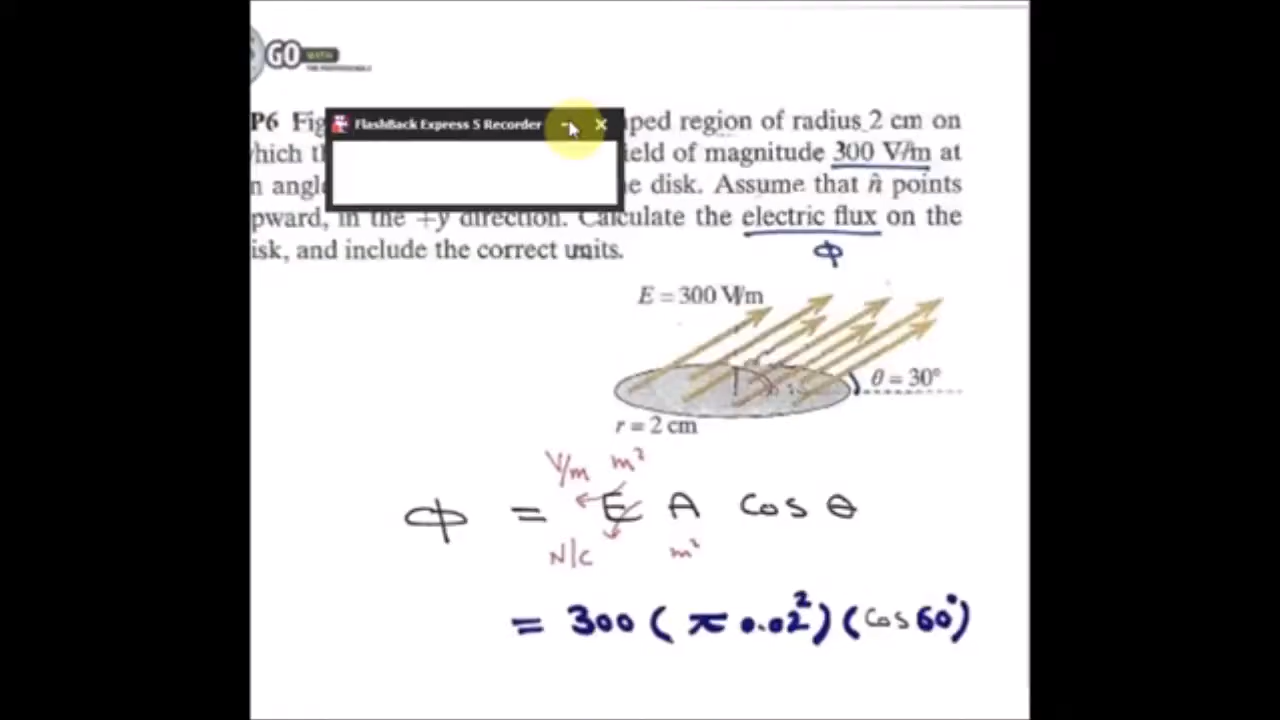 GO MATH
P6 Fig FlashBack Express 5 Recorder ped region of radius 2 cm on
hich th ield of magnitude 300 V/m at
n angl e disk. Assume that n̂ points
pward, in the +y direction. Calculate the electric flux on the
isk, and include the correct units.
Φ
E = 300 V/m
θ = 30°
r = 2 cm
V/m m²
Φ = E A cos θ
N/C m²
= 300 ( π 0.02²) (cos 60°)